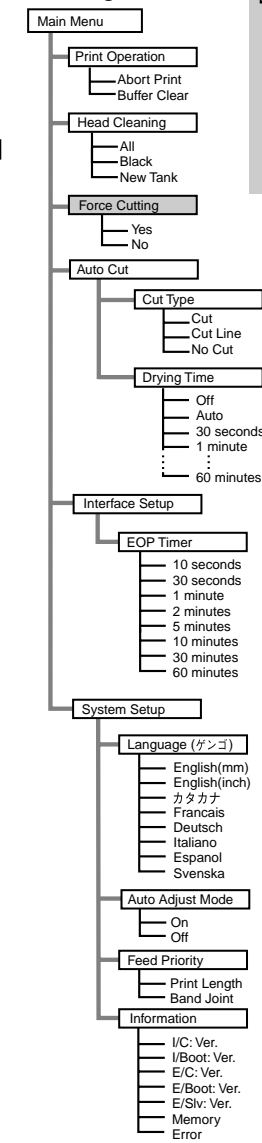 Main Menu
Print Operation
Abort Print
Buffer Clear
Head Cleaning
All
Black
New Tank
Force Cutting
Yes
No
Auto Cut
Cut Type
Cut
Cut Line
No Cut
Drying Time
Off
Auto
30 seconds
1 minute
60 minutes
Interface Setup
EOP Timer
10 seconds
30 seconds
1 minute
2 minutes
5 minutes
10 minutes
30 minutes
60 minutes
System Setup
Language (ゲンゴ)
English(mm)
English(inch)
カタカナ
Francais
Deutsch
Italiano
Espanol
Svenska
Auto Adjust Mode
On
Off
Feed Priority
Print Length
Band Joint
Information
I/C: Ver.
I/Boot: Ver.
E/C: Ver.
E/Boot: Ver.
E/Slv: Ver.
Memory
Error